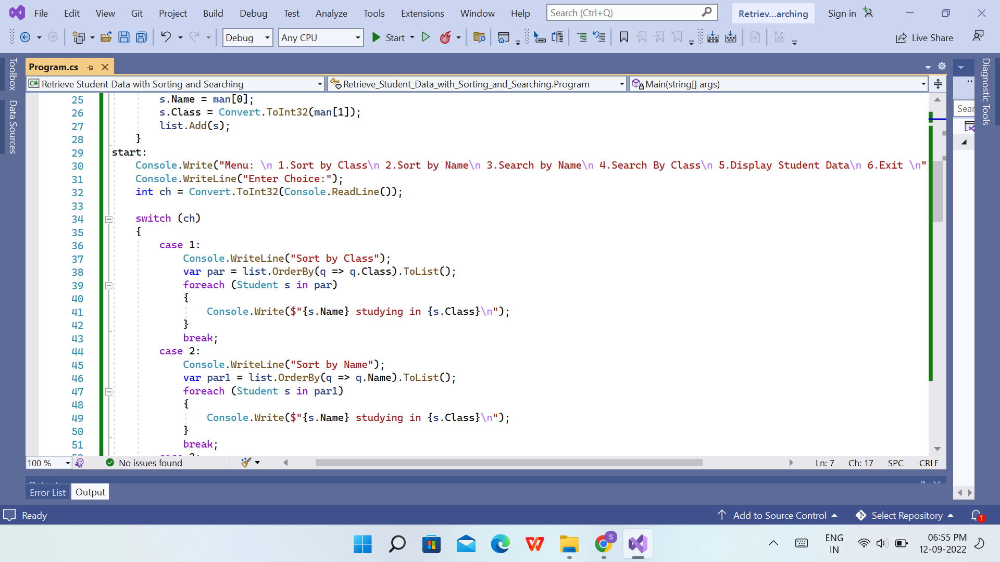 File Edit View Git Project Build Debug Test Analyze Tools Extensions Window Help Search (Ctrl+Q) Retriev...arching Sign in
Debug Any CPU Start Live Share
Toolbox
Data Sources
Program.cs
C# Retrieve Student Data with Sorting and Searching Retrieve_Student_Data_with_Sorting_and_Searching.Program Main(string[] args)
25 s.Name = man[0];
26 s.Class = Convert.ToInt32(man[1]);
27 list.Add(s);
28 }
29 start:
30 Console.Write("Menu: \n 1.Sort by Class\n 2.Sort by Name\n 3.Search by Name\n 4.Search By Class\n 5.Display Student Data\n 6.Exit \n"
31 Console.WriteLine("Enter Choice:");
32 int ch = Convert.ToInt32(Console.ReadLine());
33
34 switch (ch)
35 {
36 case 1:
37 Console.WriteLine("Sort by Class");
38 var par = list.OrderBy(q => q.Class).ToList();
39 foreach (Student s in par)
40 {
41 Console.Write($"{s.Name} studying in {s.Class}\n");
42 }
43 break;
44 case 2:
45 Console.WriteLine("Sort by Name");
46 var par1 = list.OrderBy(q => q.Name).ToList();
47 foreach (Student s in par1)
48 {
49 Console.Write($"{s.Name} studying in {s.Class}\n");
50 }
51 break;
Sear
Diagnostic Tools
100 % No issues found Ln: 7 Ch: 17 SPC CRLF
Error List Output
Ready Add to Source Control Select Repository 1
S
ENG
IN
06:55 PM
12-09-2022